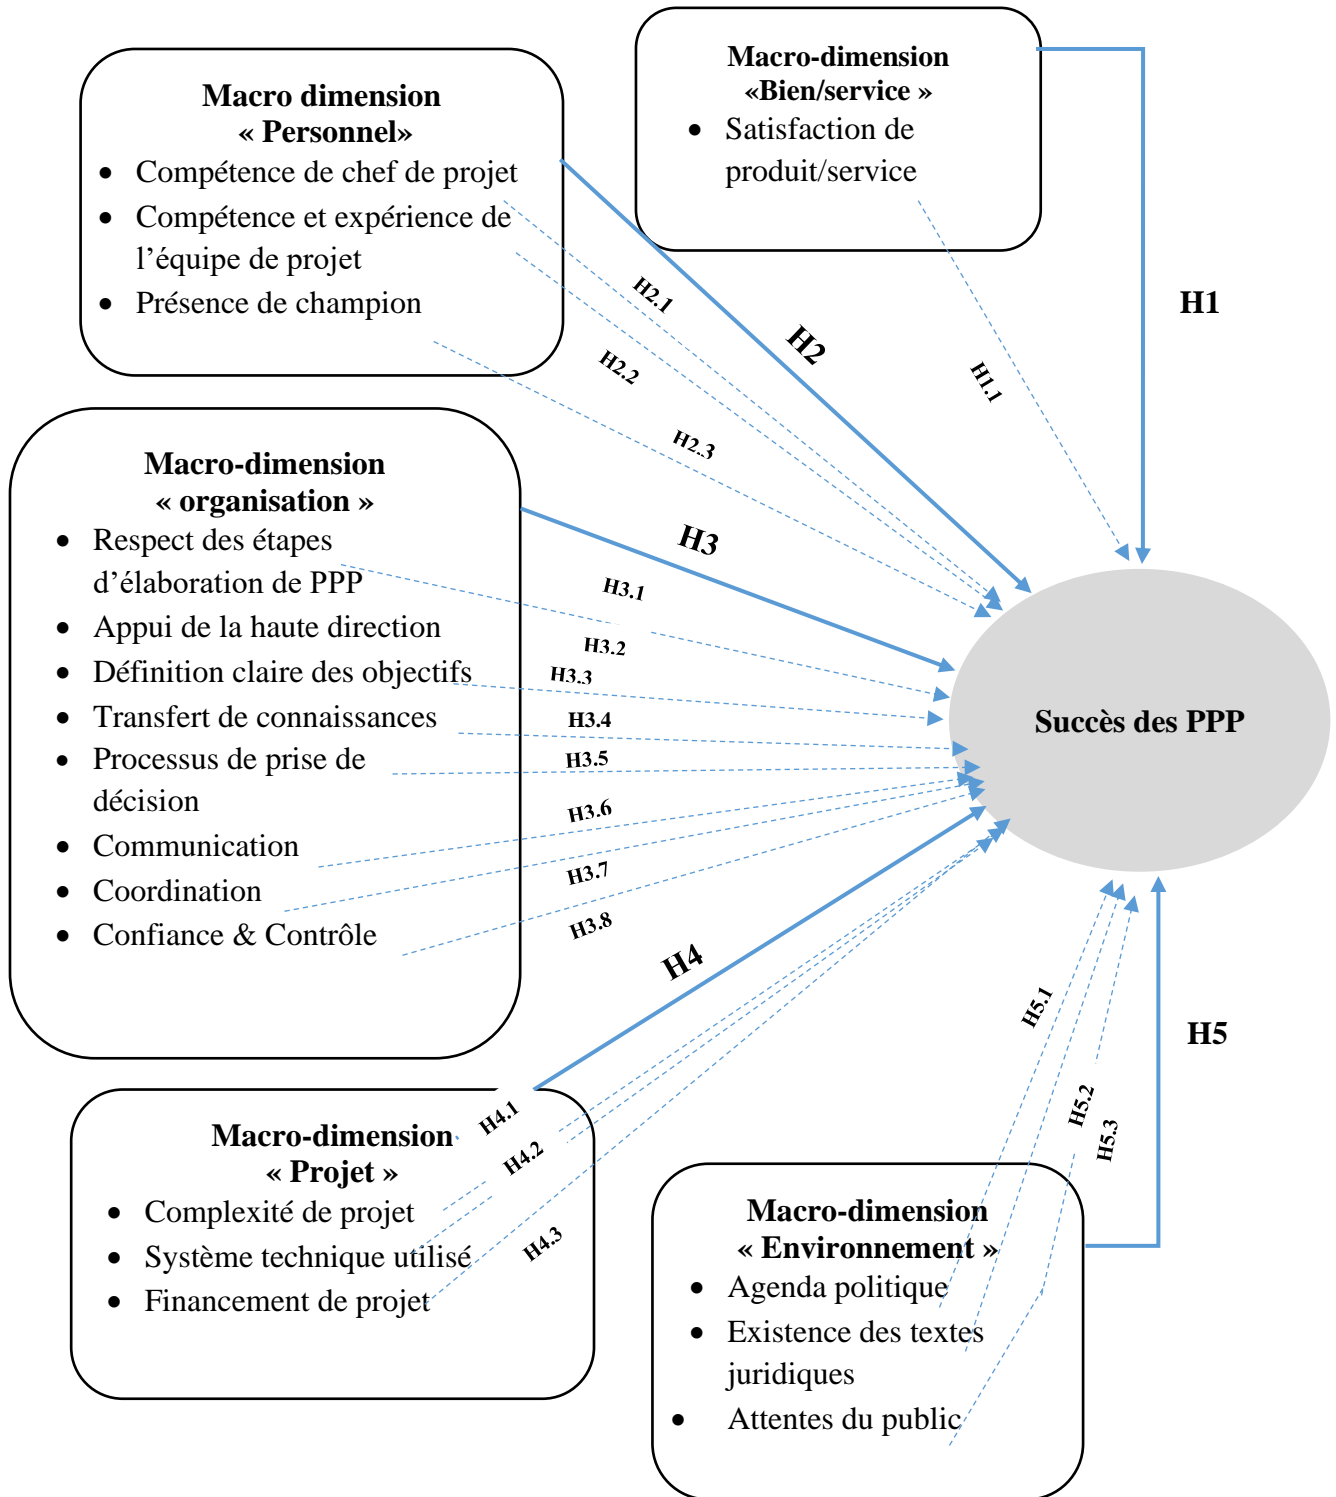 Macro-dimension
«Bien/service »
• Satisfaction de
produit/service
Macro dimension
« Personnel»
• Compétence de chef de projet
• Compétence et expérience de
l’équipe de projet
• Présence de champion
H1
H2.1
H2
H2.2
H1.1
H2.3
Macro-dimension
« organisation »
• Respect des étapes
d’élaboration de PPP
• Appui de la haute direction
• Définition claire des objectifs
• Transfert de connaissances
• Processus de prise de
décision
• Communication
• Coordination
• Confiance & Contrôle
H3
H3.1
H3.2
H3.3
H3.4
H3.5
H3.6
H3.7
H3.8
Succès des PPP
H4
H5.1
H5
H5.2
H5.3
H4.1
H4.2
H4.3
Macro-dimension
« Projet »
• Complexité de projet
• Système technique utilisé
• Financement de projet
Macro-dimension
« Environnement »
• Agenda politique
• Existence des textes
juridiques
• Attentes du public